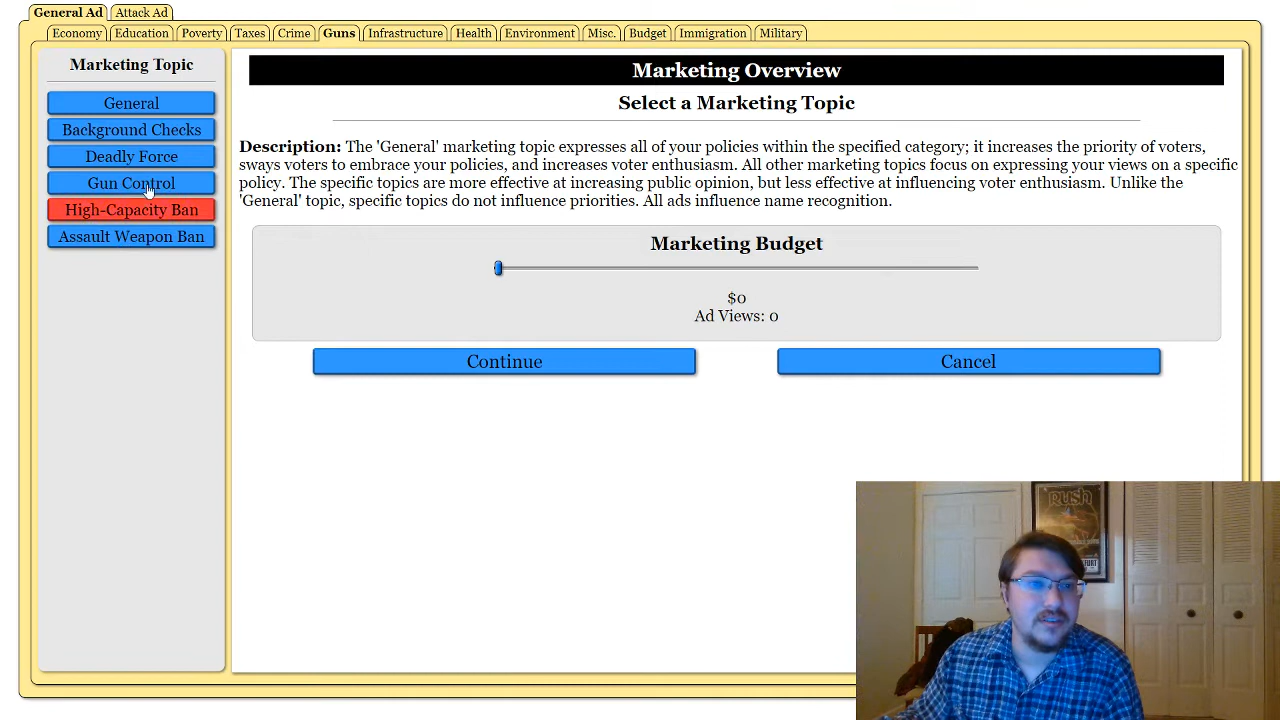 General Ad Attack Ad
Economy Education Poverty Taxes Crime Guns Infrastructure Health Environment Misc. Budget Immigration Military
Marketing Topic
General
Background Checks
Deadly Force
Gun Control
High-Capacity Ban
Assault Weapon Ban
Marketing Overview
Select a Marketing Topic
Description: The 'General' marketing topic expresses all of your policies within the specified category; it increases the priority of voters,
sways voters to embrace your policies, and increases voter enthusiasm. All other marketing topics focus on expressing your views on a specific
policy. The specific topics are more effective at increasing public opinion, but less effective at influencing voter enthusiasm. Unlike the
'General' topic, specific topics do not influence priorities. All ads influence name recognition.
Marketing Budget
$0
Ad Views: 0
Continue Cancel
RUSH